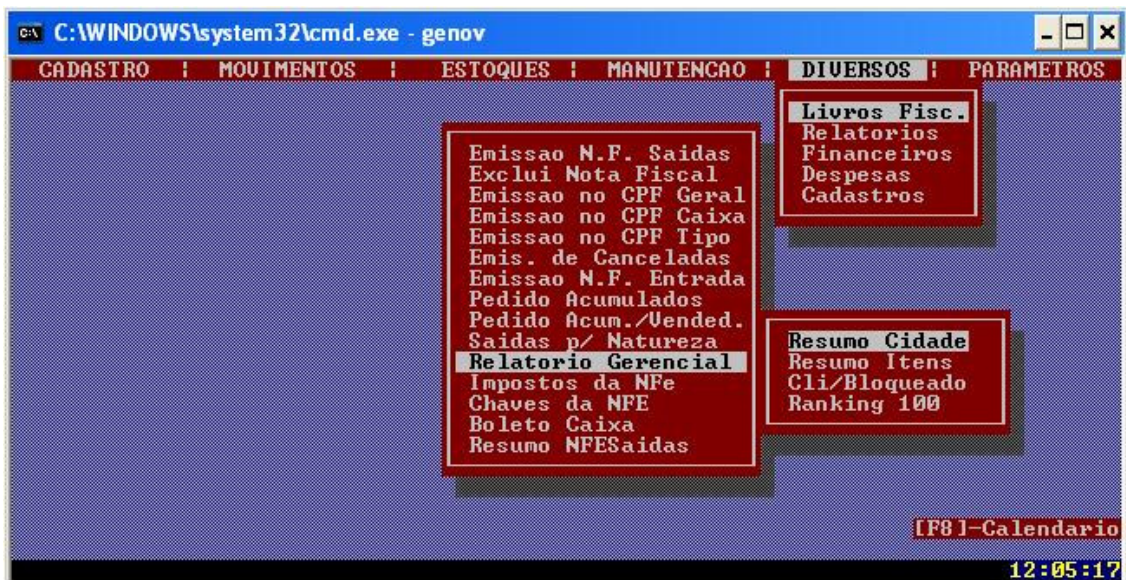 C:\WINDOWS\system32\cmd.exe - genov
CADASTRO ¦ MOVIMENTOS ¦ ESTOQUES ¦ MANUTENCAO ¦ DIVERSOS ¦ PARAMETROS
Livros Fisc.
Relatorios
Financeiros
Despesas
Cadastros
Emissao N.F. Saidas
Exclui Nota Fiscal
Emissao no CPF Geral
Emissao no CPF Caixa
Emissao no CPF Tipo
Emis. de Canceladas
Emissao N.F. Entrada
Pedido Acumulados
Pedido Acum./Vended.
Saidas p/ Natureza
Relatorio Gerencial
Impostos da NFe
Chaves da NFE
Boleto Caixa
Resumo NFESaidas
Resumo Cidade
Resumo Itens
Cli/Bloqueado
Ranking 100
[F8]-Calendario
12:05:17